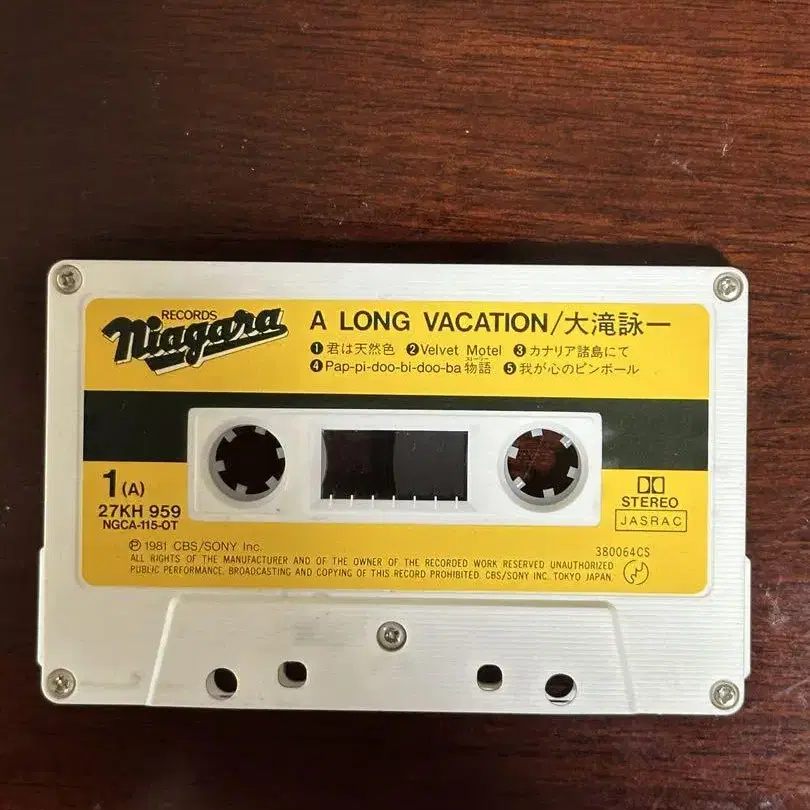 RECORDS
Niagara
A LONG VACATION/大滝詠一
❶君は天然色 ❷Velvet Motel ❸カナリア諸島にて
ストーリー
❹Pap-pi-doo-bi-doo-ba物語 ❺我が心のピンボール
1(A)
27KH 959
NGCA-115-OT
STEREO
JASRAC
℗1981 CBS/SONY Inc.
380064CS
ALL RIGHTS OF THE MANUFACTURER AND OF THE OWNER OF THE RECORDED WORK RESERVED UNAUTHORIZED
PUBLIC PERFORMANCE, BROADCASTING AND COPYING OF THIS RECORD PROHIBITED. CBS/SONY INC. TOKYO JAPAN.